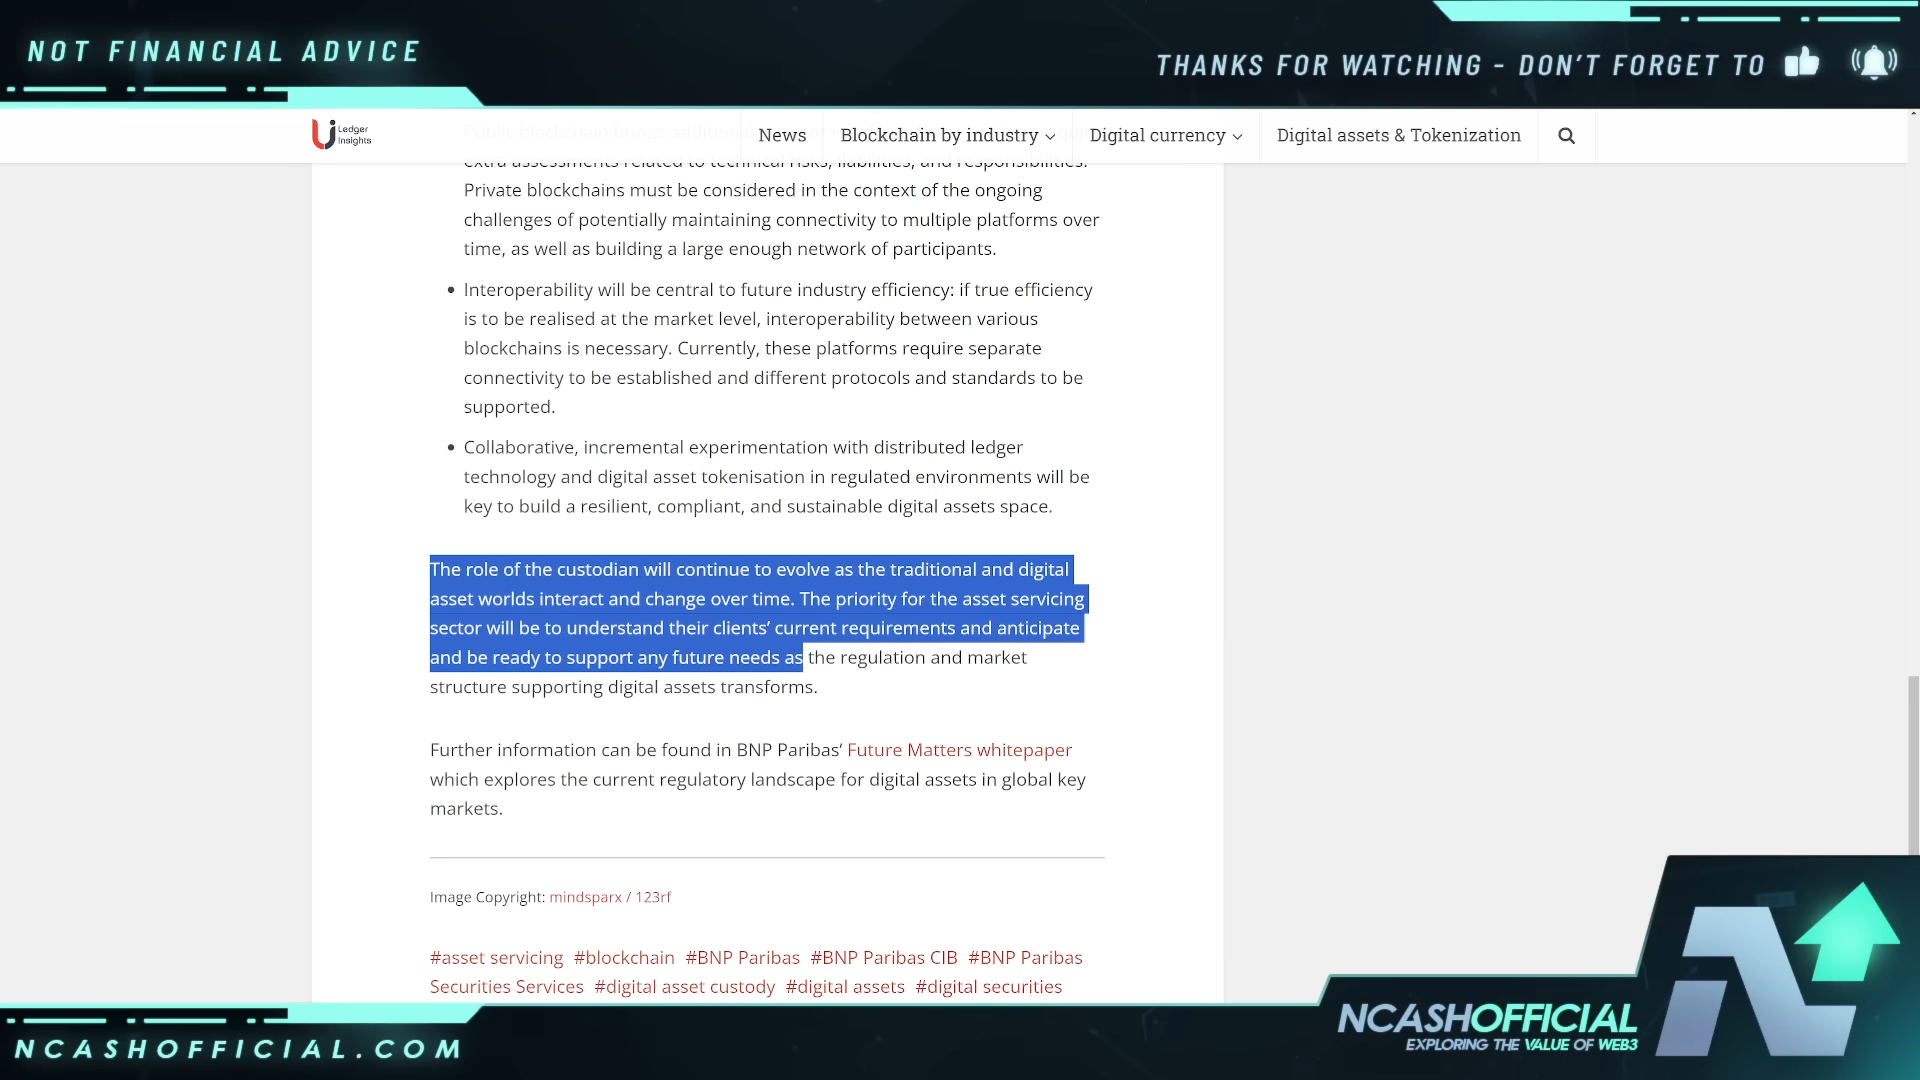 NOT FINANCIAL ADVICE
THANKS FOR WATCHING - DON'T FORGET TO
Ledger
Insights
News
Blockchain by industry
Digital currency
Digital assets & Tokenization
extra assessments related to technical risks, liabilities, and responsibilities.
Private blockchains must be considered in the context of the ongoing
challenges of potentially maintaining connectivity to multiple platforms over
time, as well as building a large enough network of participants.
• Interoperability will be central to future industry efficiency: if true efficiency
is to be realised at the market level, interoperability between various
blockchains is necessary. Currently, these platforms require separate
connectivity to be established and different protocols and standards to be
supported.
• Collaborative, incremental experimentation with distributed ledger
technology and digital asset tokenisation in regulated environments will be
key to build a resilient, compliant, and sustainable digital assets space.
The role of the custodian will continue to evolve as the traditional and digital
asset worlds interact and change over time. The priority for the asset servicing
sector will be to understand their clients’ current requirements and anticipate
and be ready to support any future needs as the regulation and market
structure supporting digital assets transforms.
Further information can be found in BNP Paribas’ Future Matters whitepaper
which explores the current regulatory landscape for digital assets in global key
markets.
Image Copyright: mindsparx / 123rf
#asset servicing #blockchain #BNP Paribas #BNP Paribas CIB #BNP Paribas
Securities Services #digital asset custody #digital assets #digital securities
NCASHOFFICIAL.COM
NCASHOFFICIAL
EXPLORING THE VALUE OF WEB3